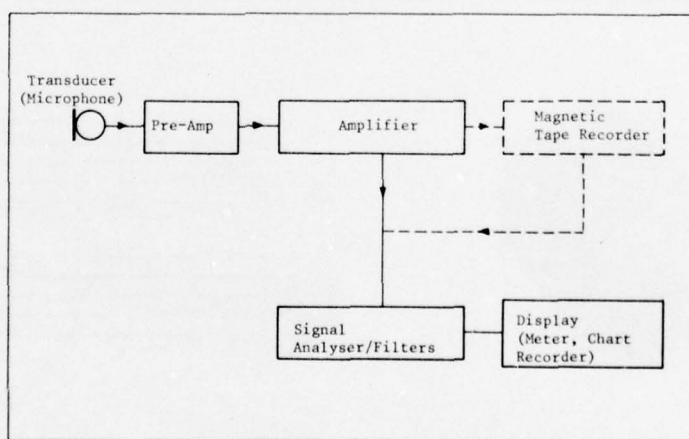 Transducer
(Microphone)
Pre-Amp
Amplifier
Magnetic
Tape Recorder
Signal
Analyser/Filters
Display
(Meter, Chart
Recorder)